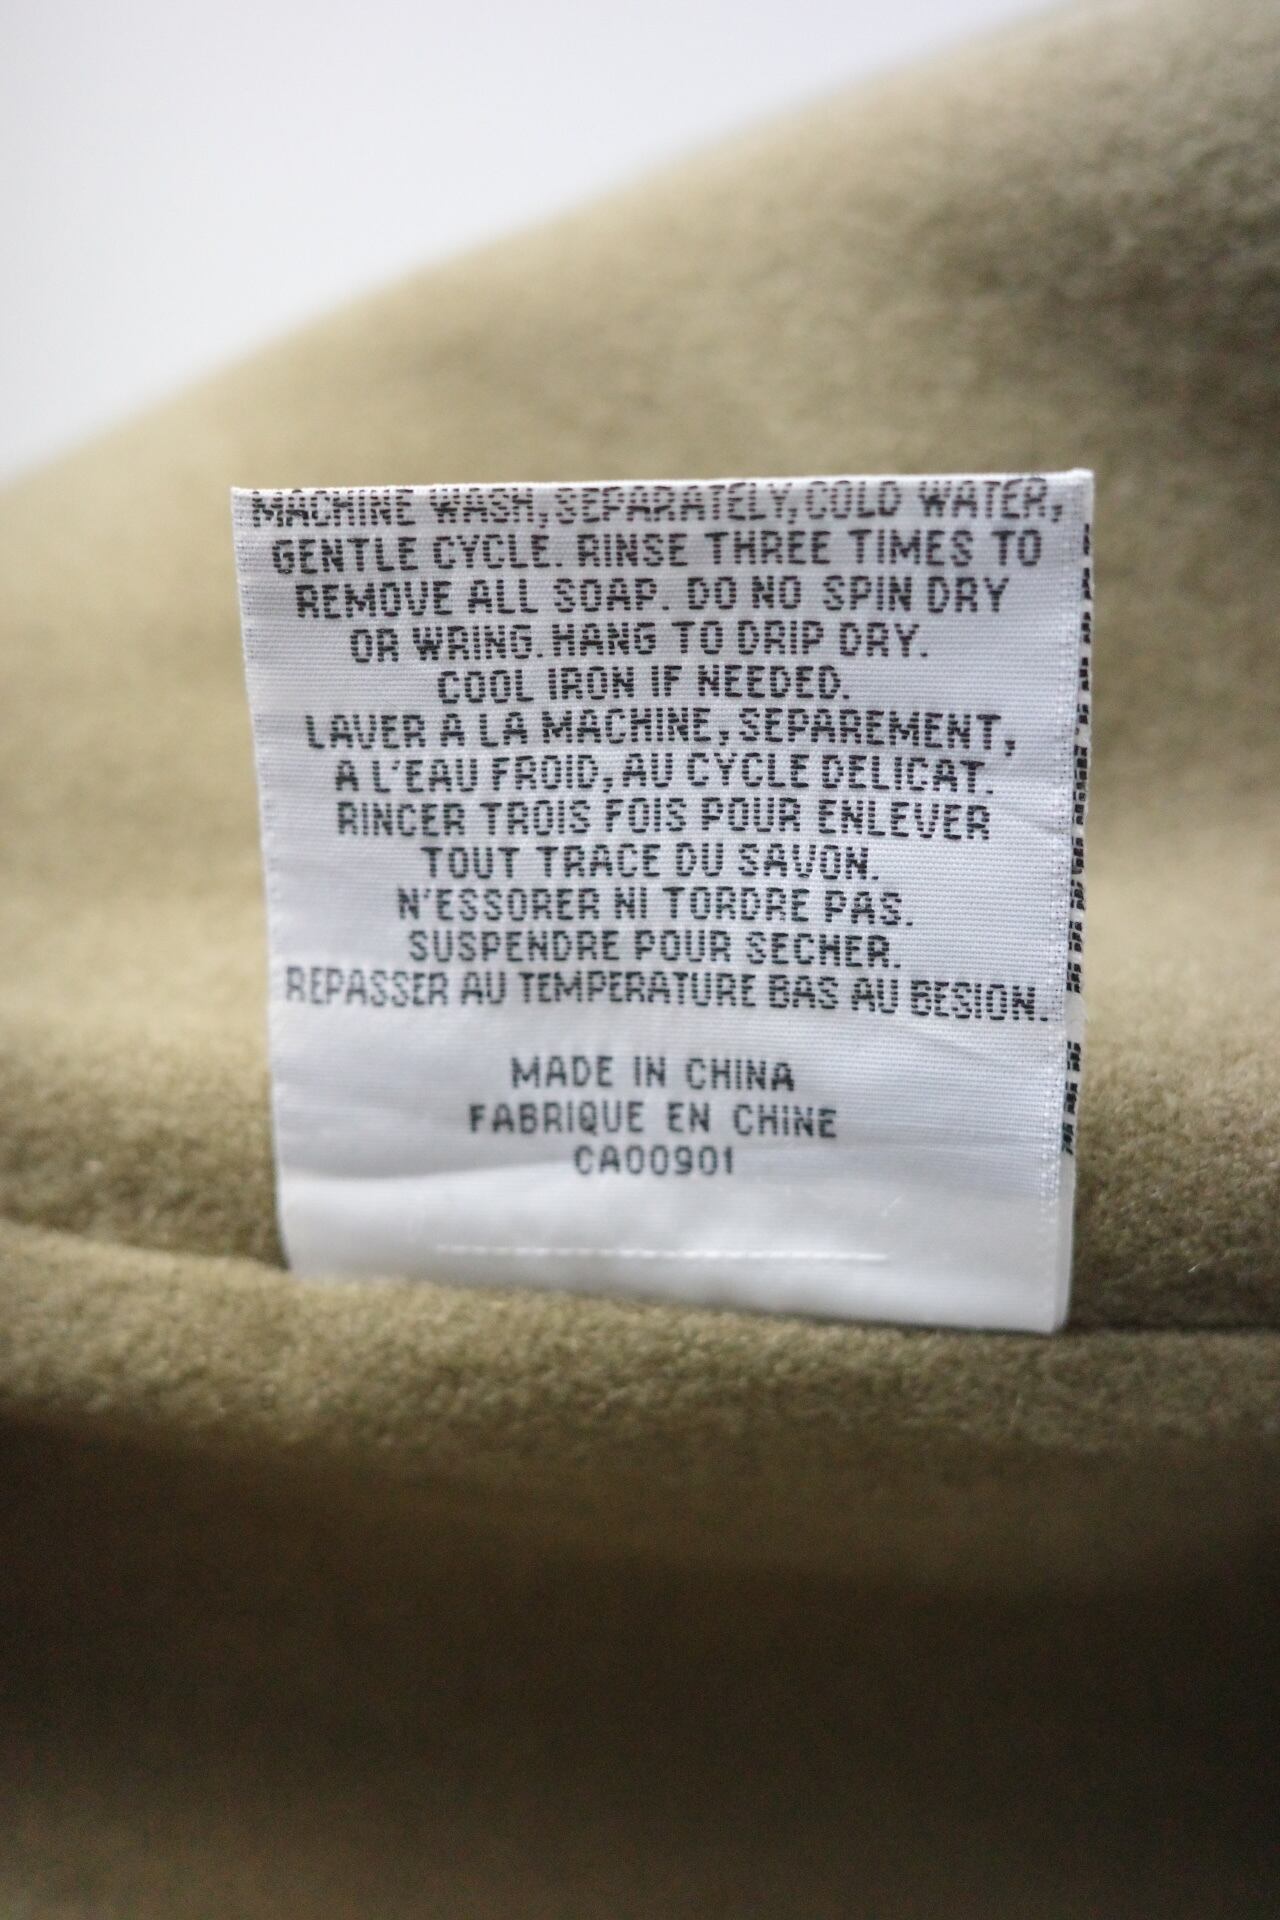 MACHINE WASH, SEPARATELY, COLD WATER,
GENTLE CYCLE. RINSE THREE TIMES TO
REMOVE ALL SOAP. DO NO SPIN DRY
OR WRING. HANG TO DRIP DRY.
COOL IRON IF NEEDED.
LAVER A LA MACHINE, SEPAREMENT,
A L'EAU FROID, AU CYCLE DELICAT.
RINCER TROIS FOIS POUR ENLEVER
TOUT TRACE DU SAVON.
N'ESSORER NI TORDRE PAS.
SUSPENDRE POUR SECHER.
REPASSER AU TEMPERATURE BAS AU BESION.
MADE IN CHINA
FABRIQUE EN CHINE
CA00901